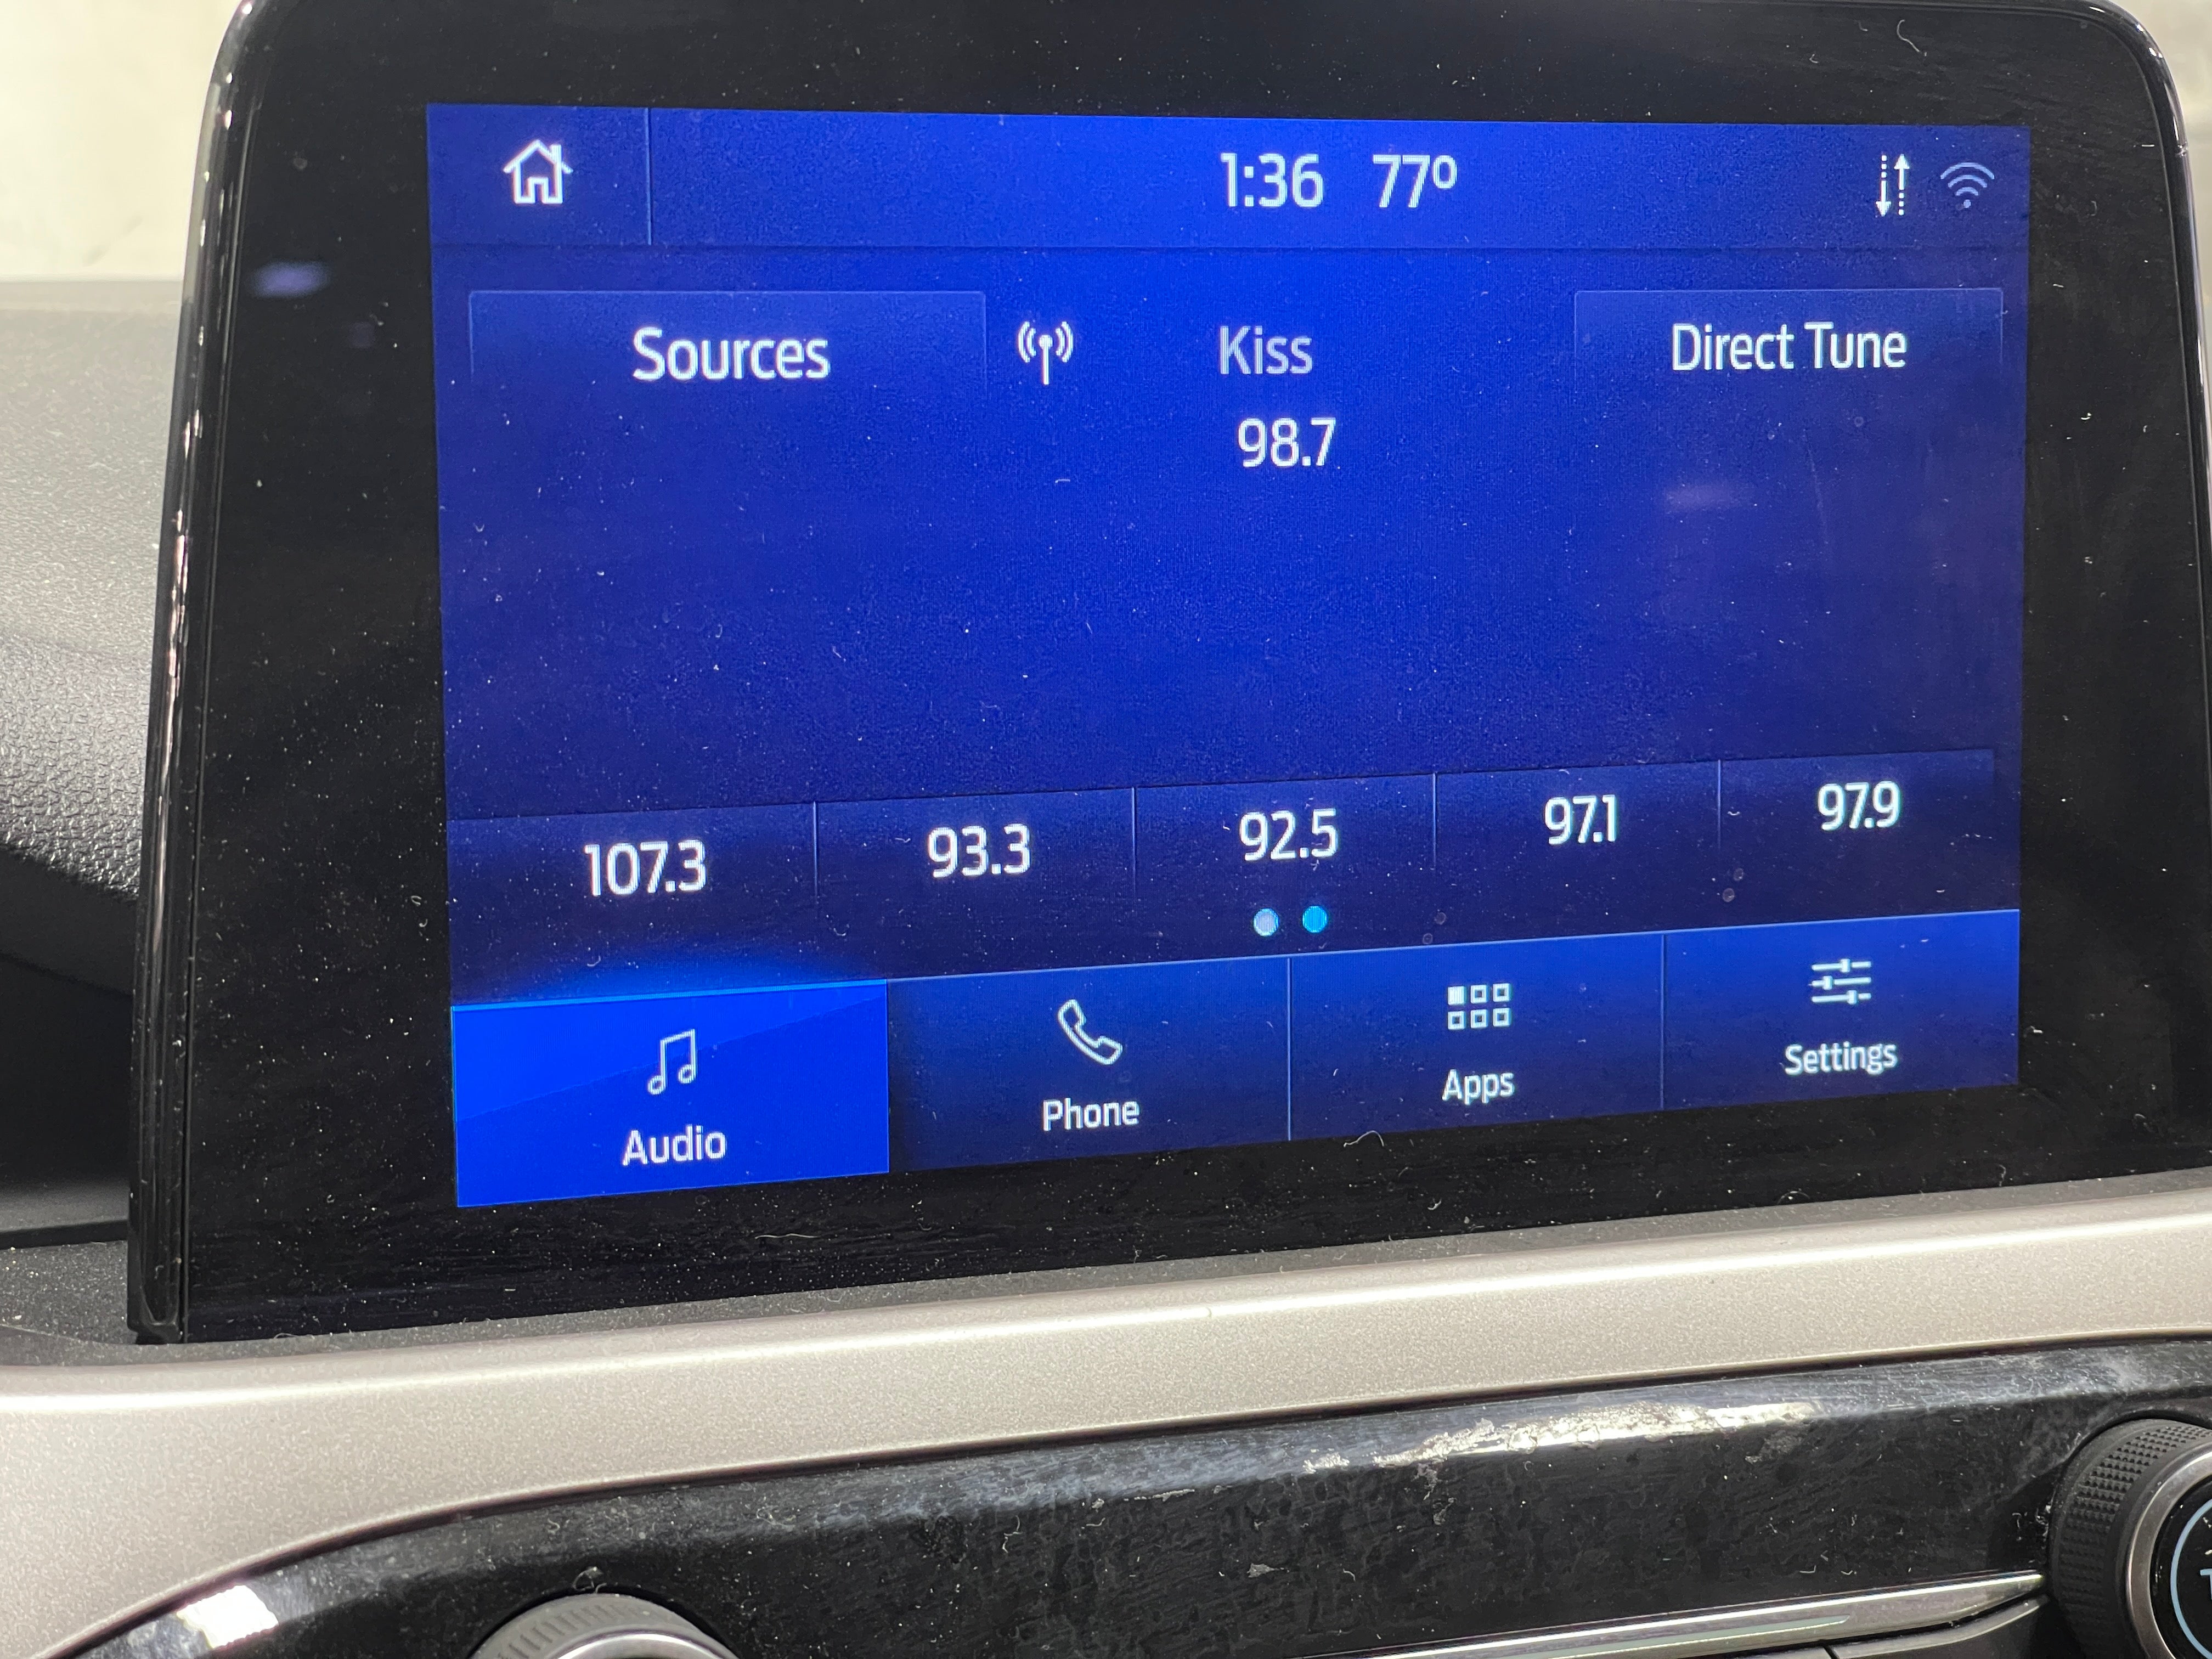 1:36 77°
Sources
Kiss
Direct Tune
98.7
107.3
93.3
92.5
97.1
97.9
Audio
Phone
Apps
Settings